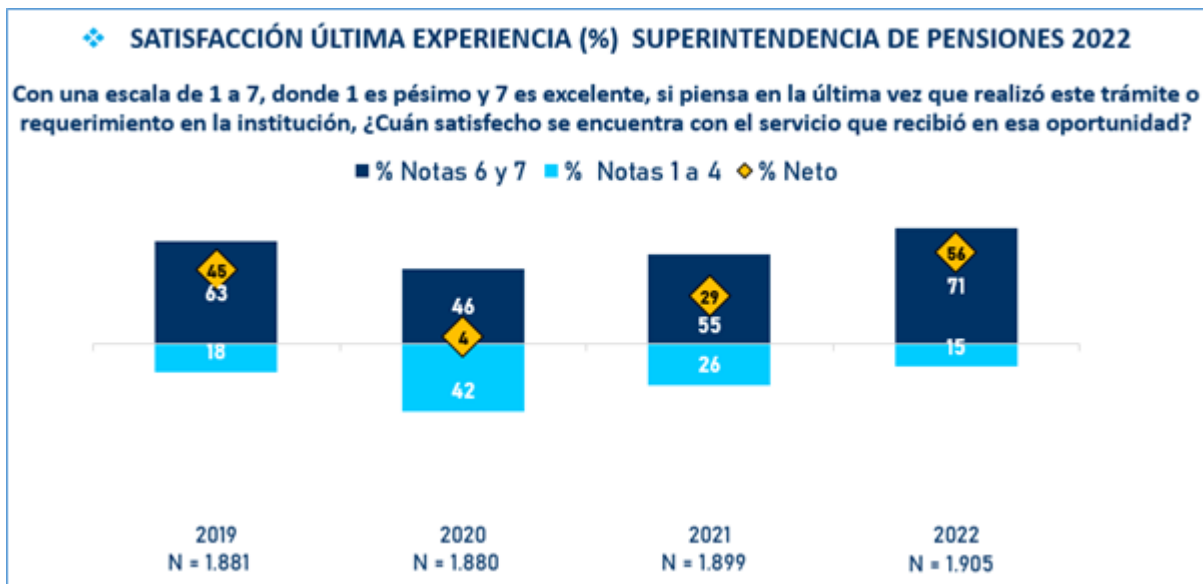 ❖ SATISFACCIÓN ÚLTIMA EXPERIENCIA (%) SUPERINTENDENCIA DE PENSIONES 2022
Con una escala de 1 a 7, donde 1 es pésimo y 7 es excelente, si piensa en la última vez que realizó este trámite o
requerimiento en la institución, ¿Cuán satisfecho se encuentra con el servicio que recibió en esa oportunidad?
% Notas 6 y 7 % Notas 1 a 4 % Neto
45
63
18
46
4
42
29
55
26
56
71
15
2019 2020 2021 2022
N = 1.881 N = 1.880 N = 1.899 N = 1.905